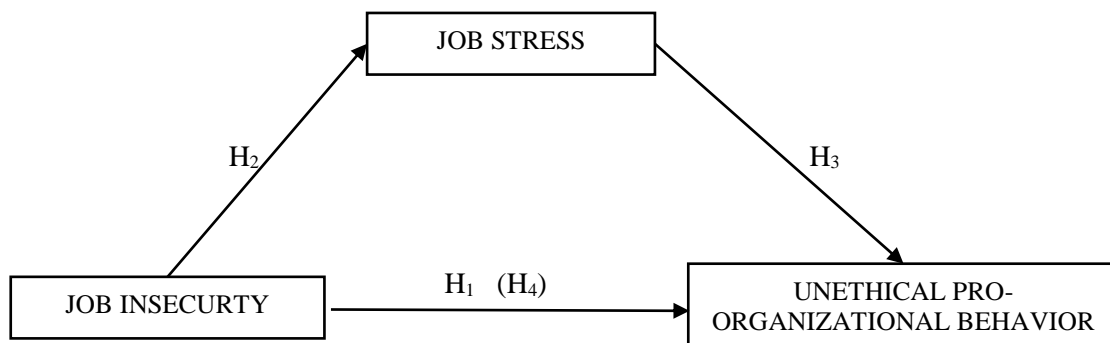 JOB STRESS
H₂
H₃
H₁ (H₄)
JOB INSECURTY
UNETHICAL PRO-
ORGANIZATIONAL BEHAVIOR